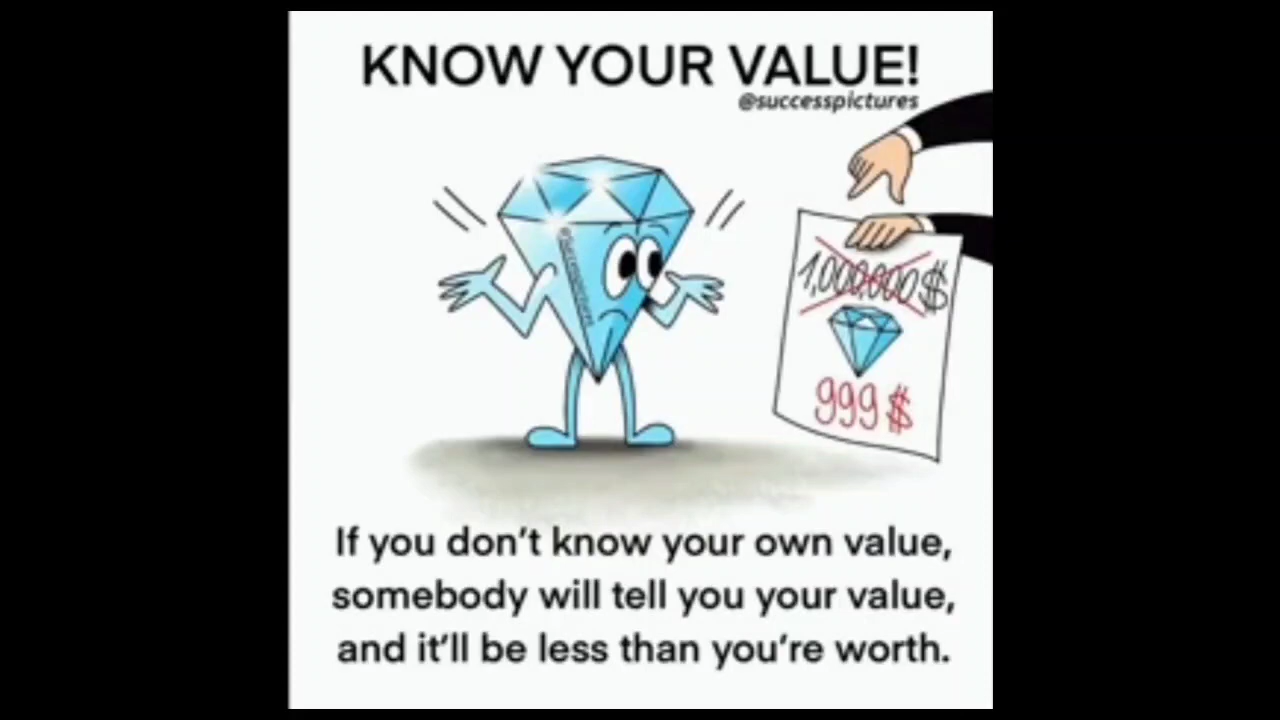 KNOW YOUR VALUE!
@successpictures
1,000,000 $
999 $
If you don't know your own value,
somebody will tell you your value,
and it'll be less than you're worth.